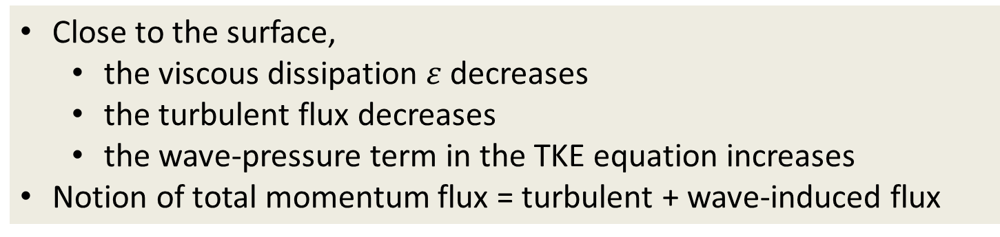 • Close to the surface,
• the viscous dissipation ε decreases
• the turbulent flux decreases
• the wave-pressure term in the TKE equation increases
• Notion of total momentum flux = turbulent + wave-induced flux